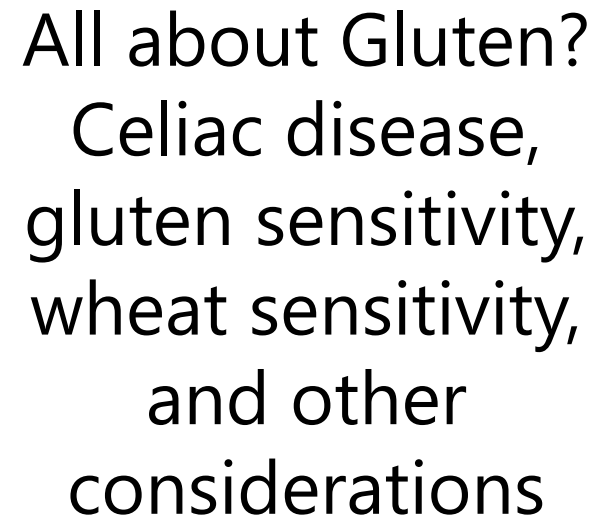 All about Gluten?
Celiac disease,
gluten sensitivity,
wheat sensitivity,
and other
considerations